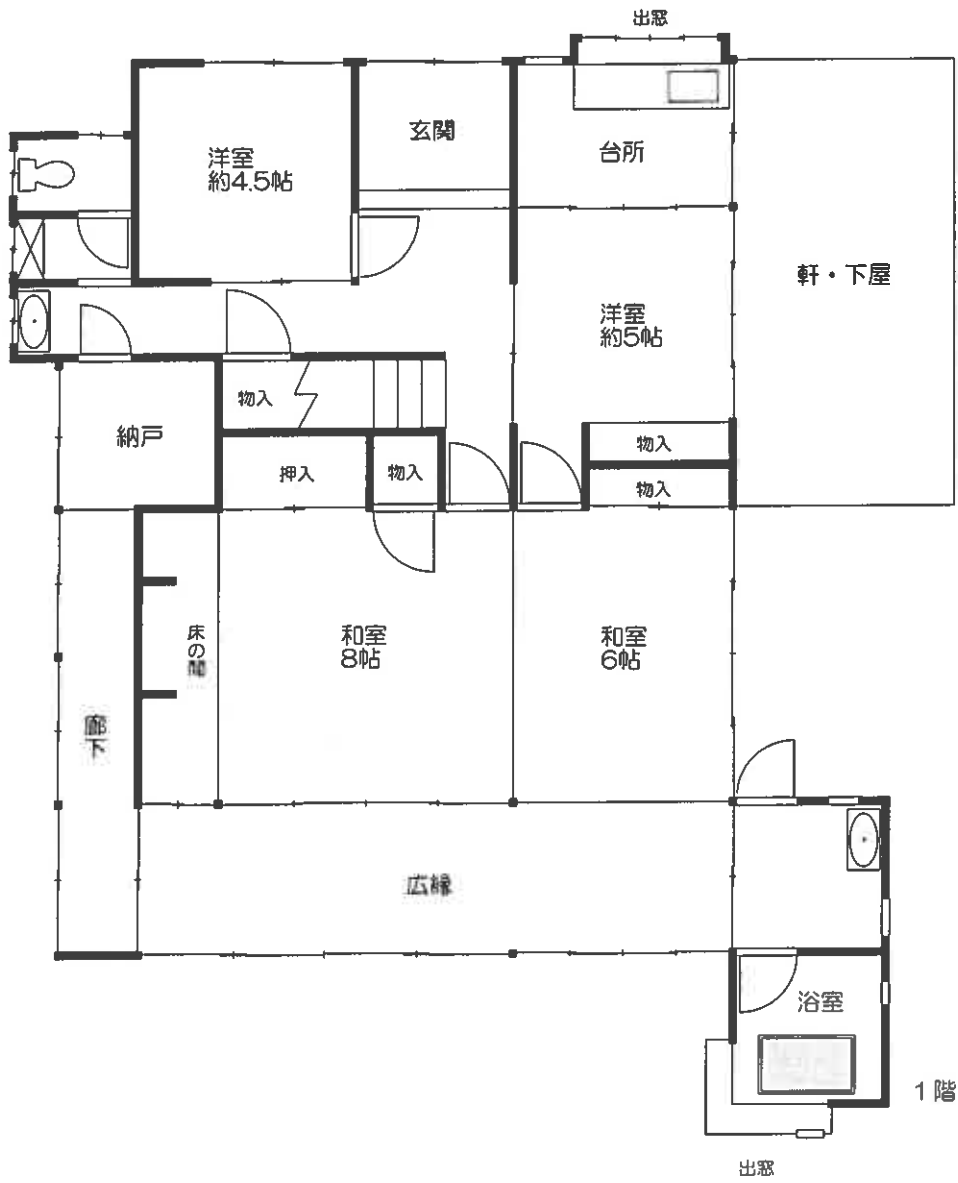 出窓
玄関
台所
洋室
約4.5帖
軒・下屋
洋室
約5帖
物入
納戸
押入
物入
物入
物入
床の間
和室
8帖
和室
6帖
廊下
広縁
浴室
1階
出窓